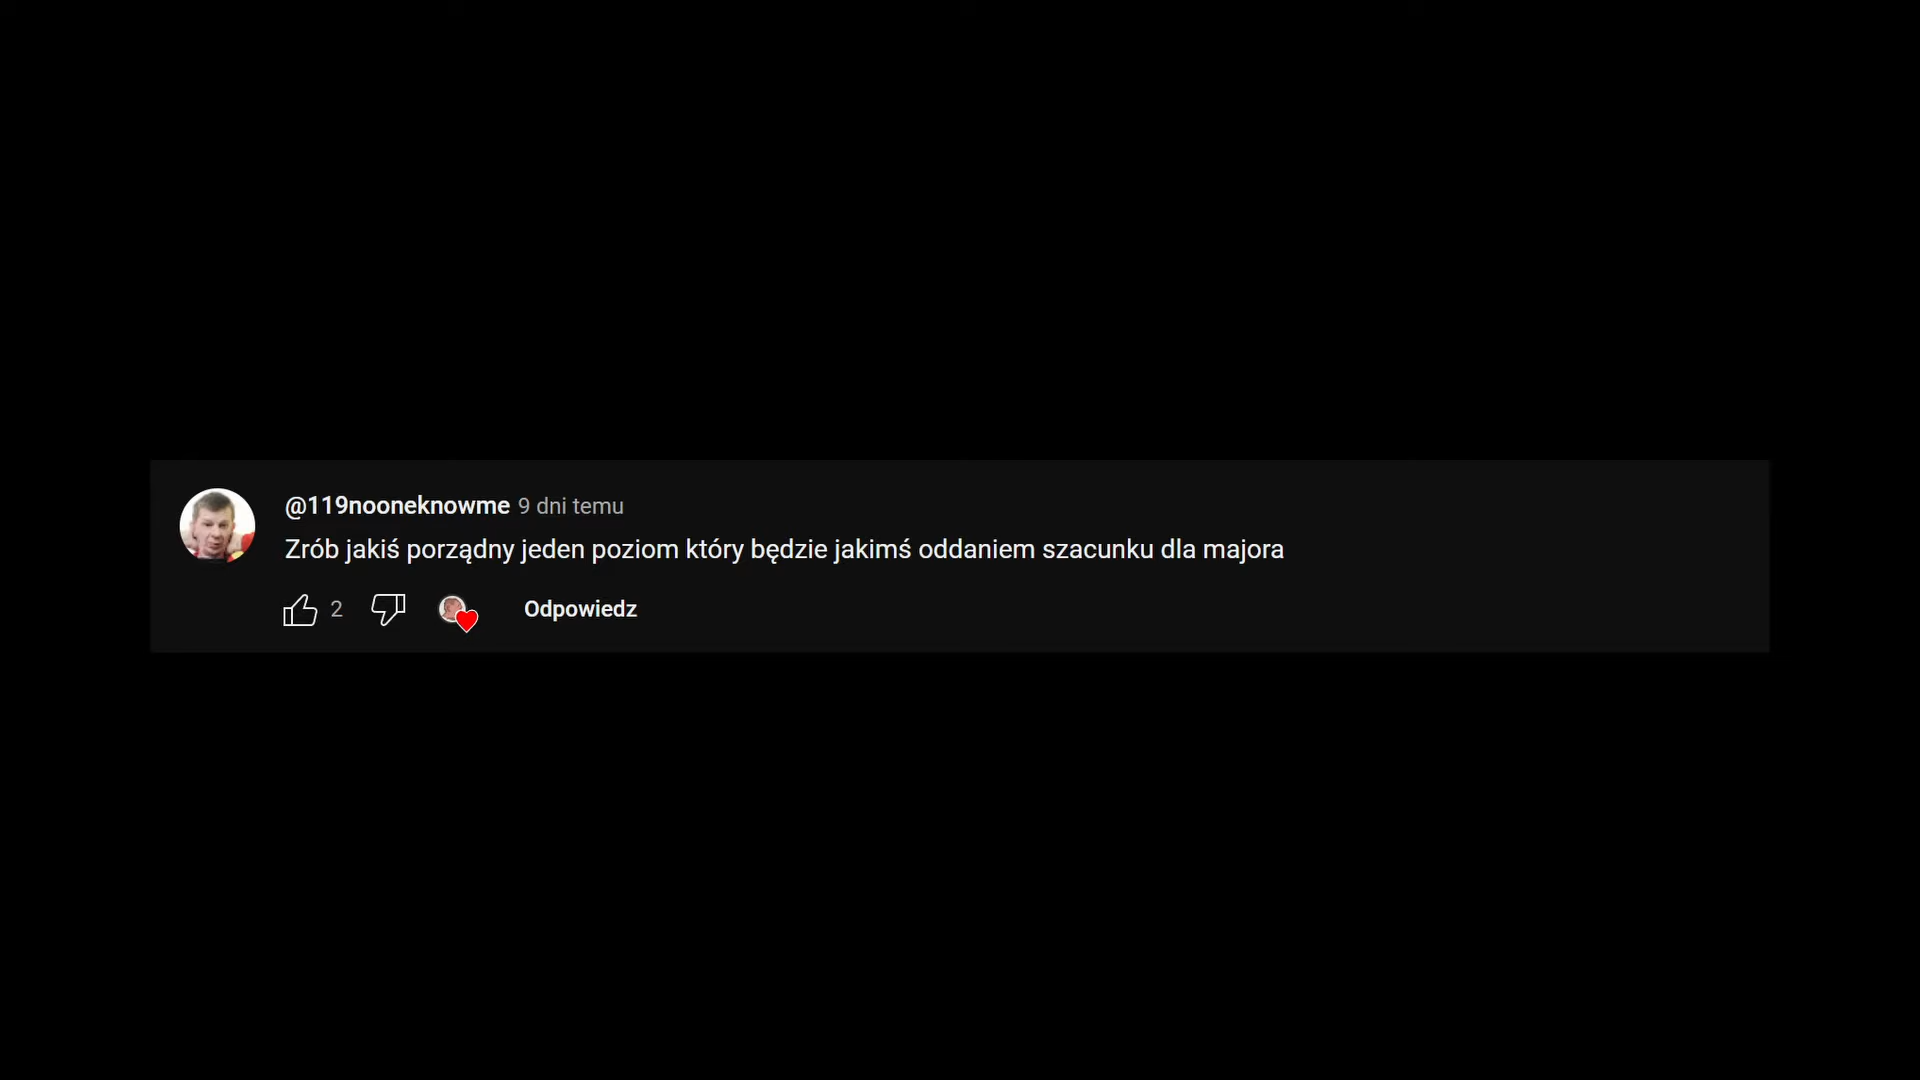 @119nooneknowme 9 dni temu
Zrób jakiś porządny jeden poziom który będzie jakimś oddaniem szacunku dla majora
2 Odpowiedz